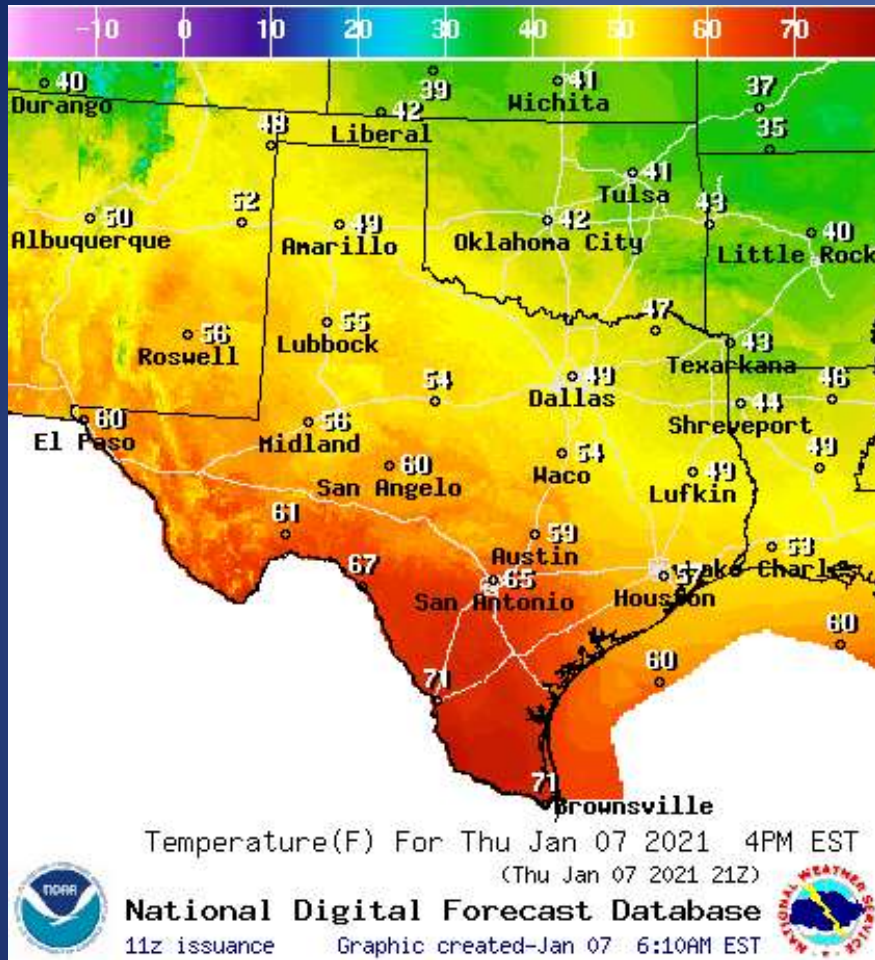 -10 0 10 20 30 40 50 60 70
40 39 41 37
Durango Wichita
42
Liberal
48 35
41
Tulsa
50 52 49 42 43 40
Albuquerque Amarillo Oklahoma City Little Rock
56 55 47 43
Roswell Lubbock Texarkana
54 49 44 46
Dallas Shreveport
60 56
El Paso Midland
60 54 49 49
San Angelo Waco Lufkin
61 59 53
Austin Lake Charles
67 65 57
San Antonio Houston
60
60
71
71
Brownsville
Temperature(F) For Thu Jan 07 2021 4PM EST
(Thu Jan 07 2021 21Z)
NOAA
NATIONAL WEATHER SERVICE
National Digital Forecast Database
11z issuance Graphic created-Jan 07 6:10AM EST